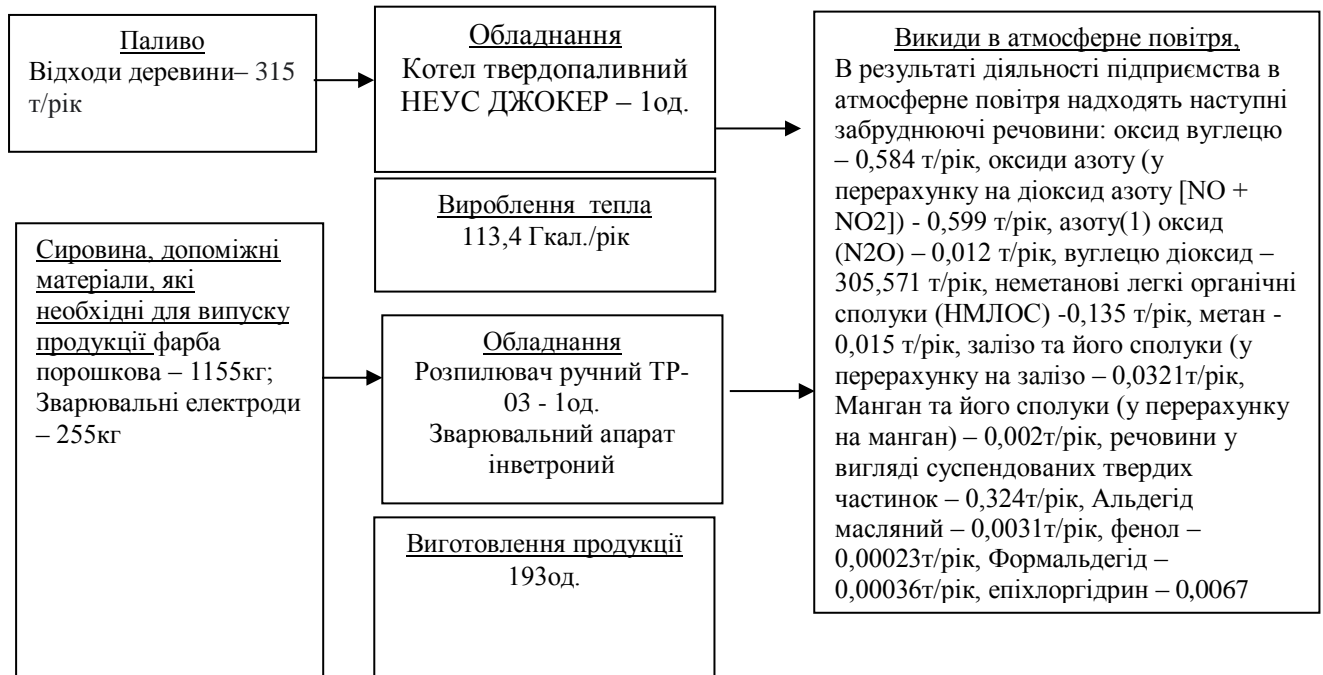 Паливо
Відходи деревини– 315
т/рік
Обладнання
Котел твердопаливний
НЕУС ДЖОКЕР – 1од.
Вироблення тепла
113,4 Гкал./рік
Сировина, допоміжні
матеріали, які
необхідні для випуску
продукції фарба
порошкова – 1155кг;
Зварювальні електроди
– 255кг
Обладнання
Розпилювач ручний ТР-
03 - 1од.
Зварювальний апарат
інветроний
Виготовлення продукції
193од.
Викиди в атмосферне повітря,
В результаті діяльності підприємства в
атмосферне повітря надходять наступні
забруднюючі речовини: оксид вуглецю
– 0,584 т/рік, оксиди азоту (у
перерахунку на діоксид азоту [NO +
NO2]) - 0,599 т/рік, азоту(1) оксид
(N2O) – 0,012 т/рік, вуглецю діоксид –
305,571 т/рік, неметанові легкі органічні
сполуки (НМЛОС) -0,135 т/рік, метан -
0,015 т/рік, залізо та його сполуки (у
перерахунку на залізо – 0,0321т/рік,
Манган та його сполуки (у перерахунку
на манган) – 0,002т/рік, речовини у
вигляді суспендованих твердих
частинок – 0,324т/рік, Альдегід
масляний – 0,0031т/рік, фенол –
0,00023т/рік, Формальдегід –
0,00036т/рік, епіхлоргідрин – 0,0067